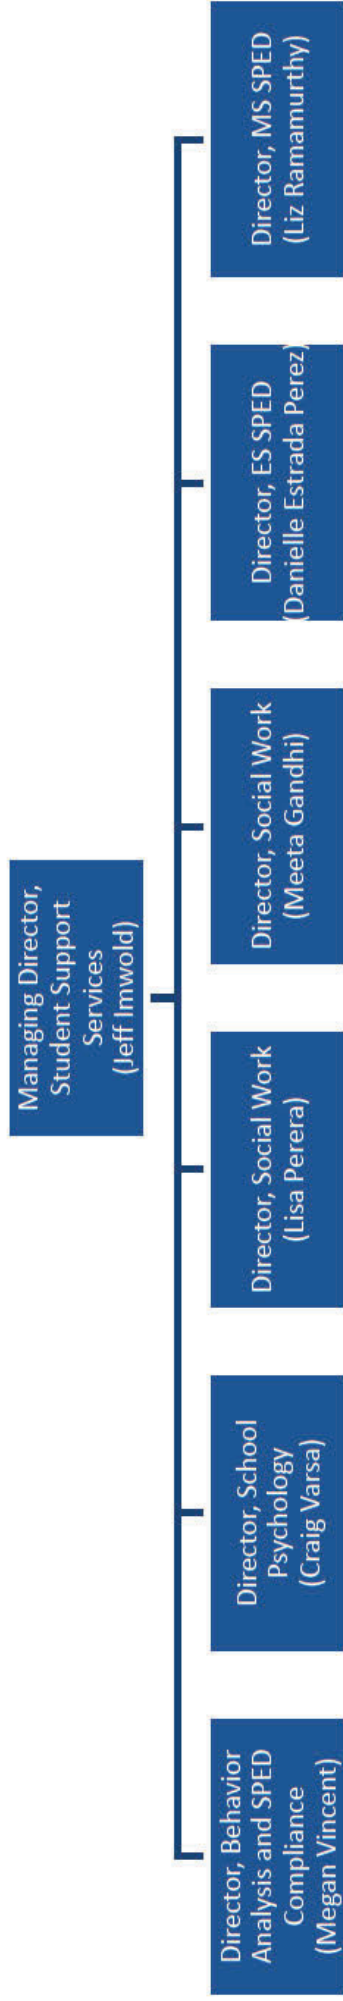 Managing Director,
Student Support
Services
(Jeff Imwold)
Director, Behavior
Analysis and SPED
Compliance
(Megan Vincent)
Director, School
Psychology
(Craig Varsa)
Director, Social Work
(Lisa Perera)
Director, Social Work
(Meeta Gandhi)
Director, ES SPED
(Danielle Estrada Perez)
Director, MS SPED
(Liz Ramamurthy)